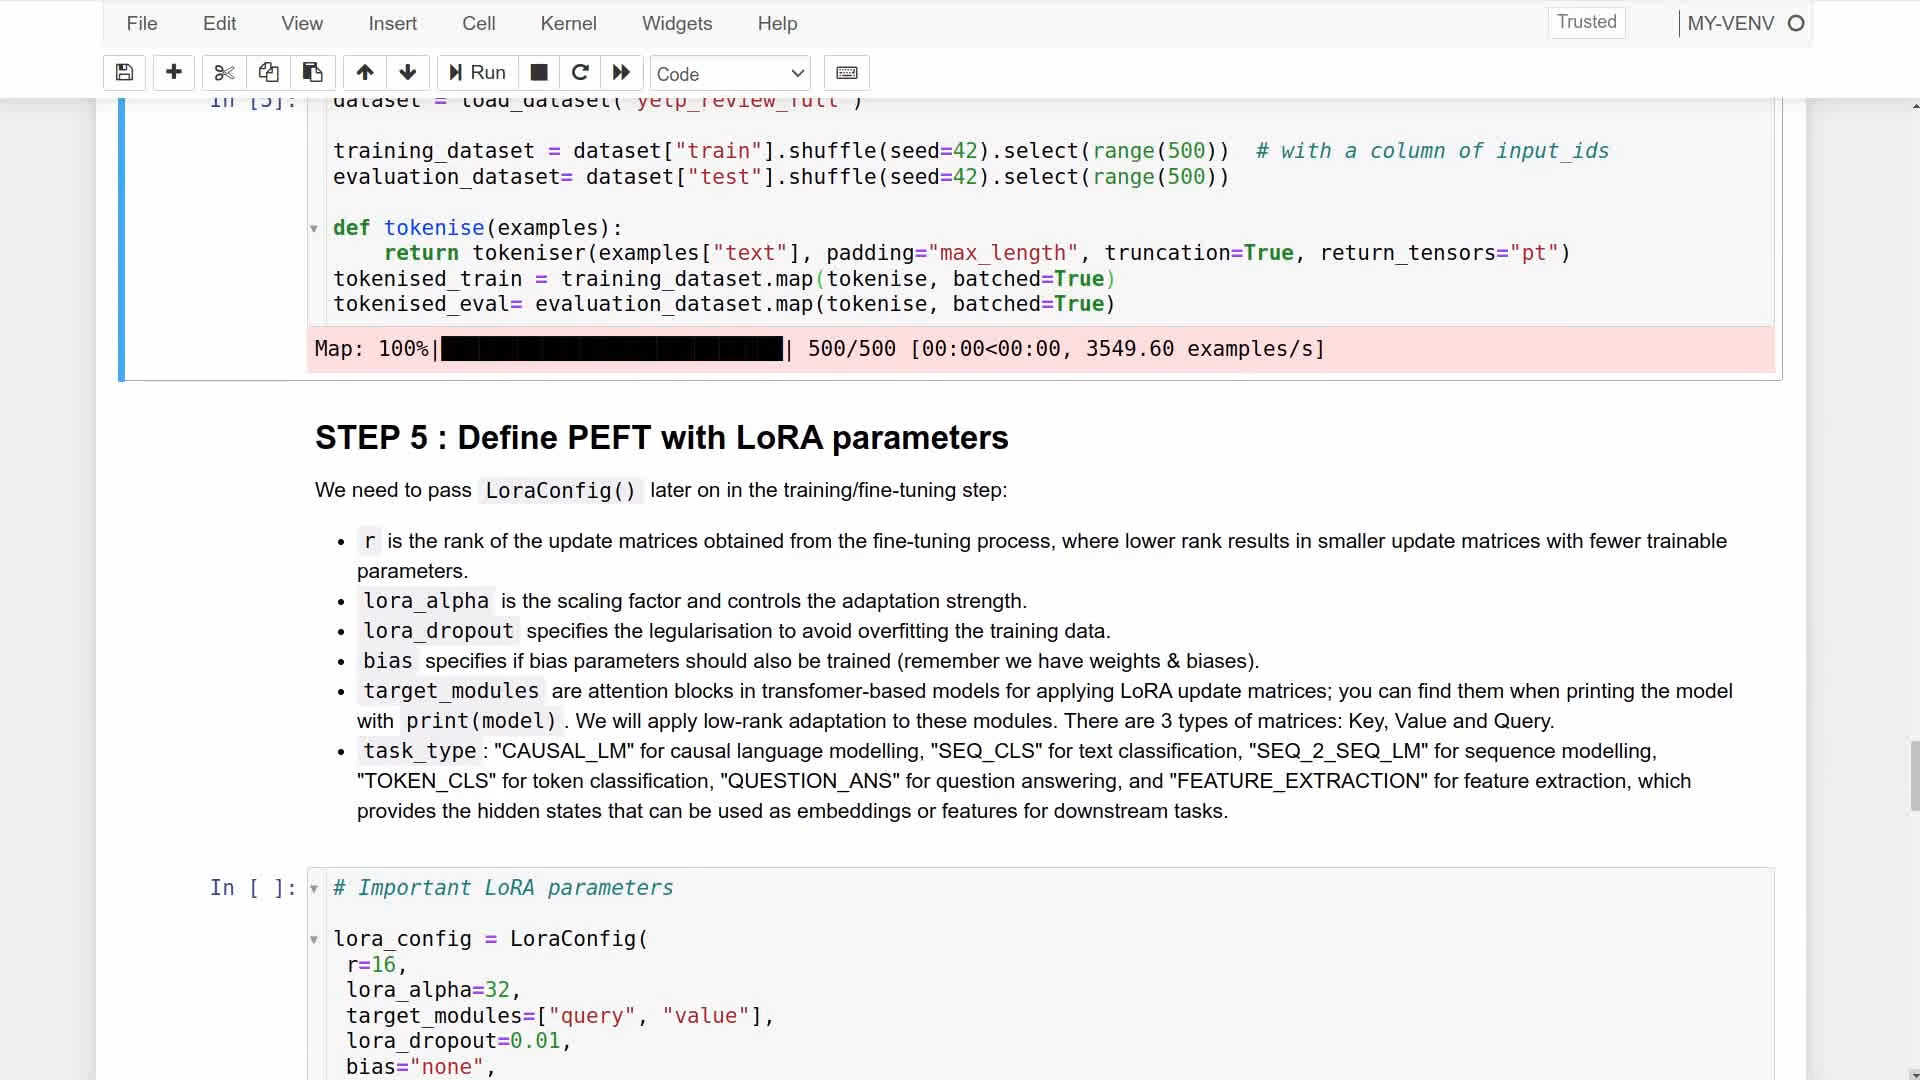 File Edit View Insert Cell Kernel Widgets Help Trusted MY-VENV
Run Code
In [5]: dataset = load_dataset("yelp_review_full")
training_dataset = dataset["train"].shuffle(seed=42).select(range(500))  # with a column of input_ids
evaluation_dataset= dataset["test"].shuffle(seed=42).select(range(500))
def tokenise(examples):
    return tokeniser(examples["text"], padding="max_length", truncation=True, return_tensors="pt")
tokenised_train = training_dataset.map(tokenise, batched=True)
tokenised_eval= evaluation_dataset.map(tokenise, batched=True)
Map: 100%|██████████| 500/500 [00:00<00:00, 3549.60 examples/s]
STEP 5 : Define PEFT with LoRA parameters
We need to pass LoraConfig() later on in the training/fine-tuning step:
• r is the rank of the update matrices obtained from the fine-tuning process, where lower rank results in smaller update matrices with fewer trainable
parameters.
• lora_alpha is the scaling factor and controls the adaptation strength.
• lora_dropout specifies the legularisation to avoid overfitting the training data.
• bias specifies if bias parameters should also be trained (remember we have weights & biases).
• target_modules are attention blocks in transfomer-based models for applying LoRA update matrices; you can find them when printing the model
with print(model) . We will apply low-rank adaptation to these modules. There are 3 types of matrices: Key, Value and Query.
• task_type : "CAUSAL_LM" for causal language modelling, "SEQ_CLS" for text classification, "SEQ_2_SEQ_LM" for sequence modelling,
"TOKEN_CLS" for token classification, "QUESTION_ANS" for question answering, and "FEATURE_EXTRACTION" for feature extraction, which
provides the hidden states that can be used as embeddings or features for downstream tasks.
In [ ]: # Important LoRA parameters
lora_config = LoraConfig(
 r=16,
 lora_alpha=32,
 target_modules=["query", "value"],
 lora_dropout=0.01,
 bias="none",